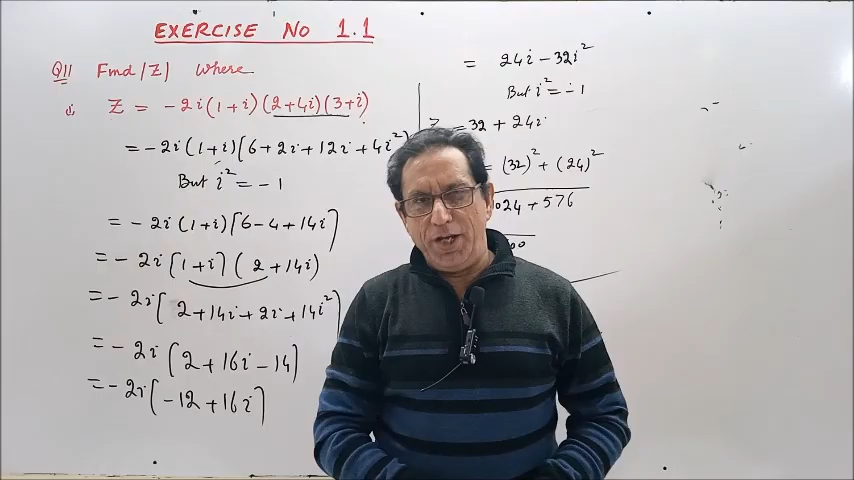 EXERCISE No 1.1
Q11 Find |Z| Where
i, Z = -2i(1+i)(2+4i)(3+i)
= -2i(1+i)[6+2i+12i+4i²)
But i² = -1
= -2i(1+i)[6-4+14i]
= -2i[1+i](2+14i)
= -2i[2+14i+2i+14i²]
= -2i[2+16i-14]
= -2i[-12+16i]
= 24i - 32i²
But i² = -1
= 32 + 24i
= (32)² + (24)²
24 + 576